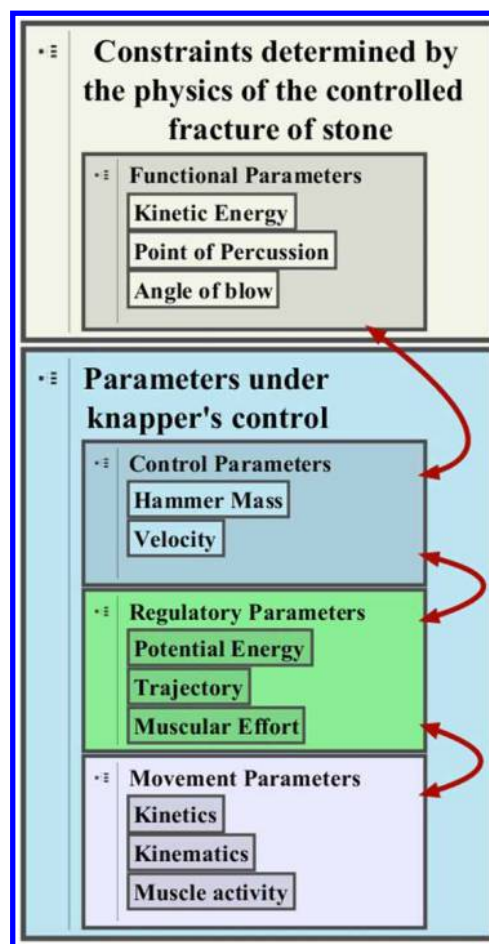 Constraints determined by
the physics of the controlled
fracture of stone
Functional Parameters
Kinetic Energy
Point of Percussion
Angle of blow
Parameters under
knapper's control
Control Parameters
Hammer Mass
Velocity
Regulatory Parameters
Potential Energy
Trajectory
Muscular Effort
Movement Parameters
Kinetics
Kinematics
Muscle activity